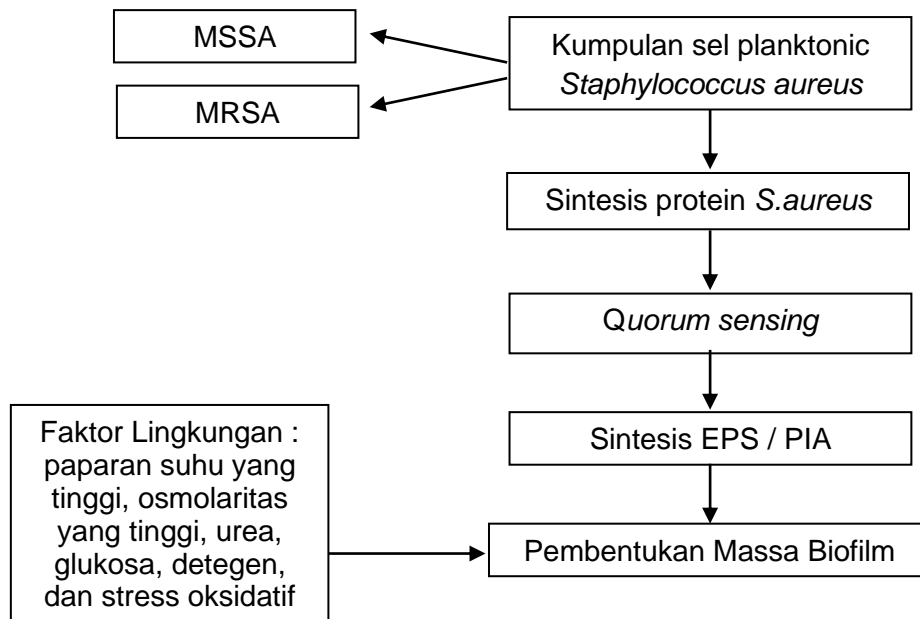 MSSA
MRSA
Kumpulan sel planktonic
Staphylococcus aureus
Sintesis protein S.aureus
Quorum sensing
Sintesis EPS / PIA
Pembentukan Massa Biofilm
Faktor Lingkungan :
paparan suhu yang
tinggi, osmolaritas
yang tinggi, urea,
glukosa, detegen,
dan stress oksidatif